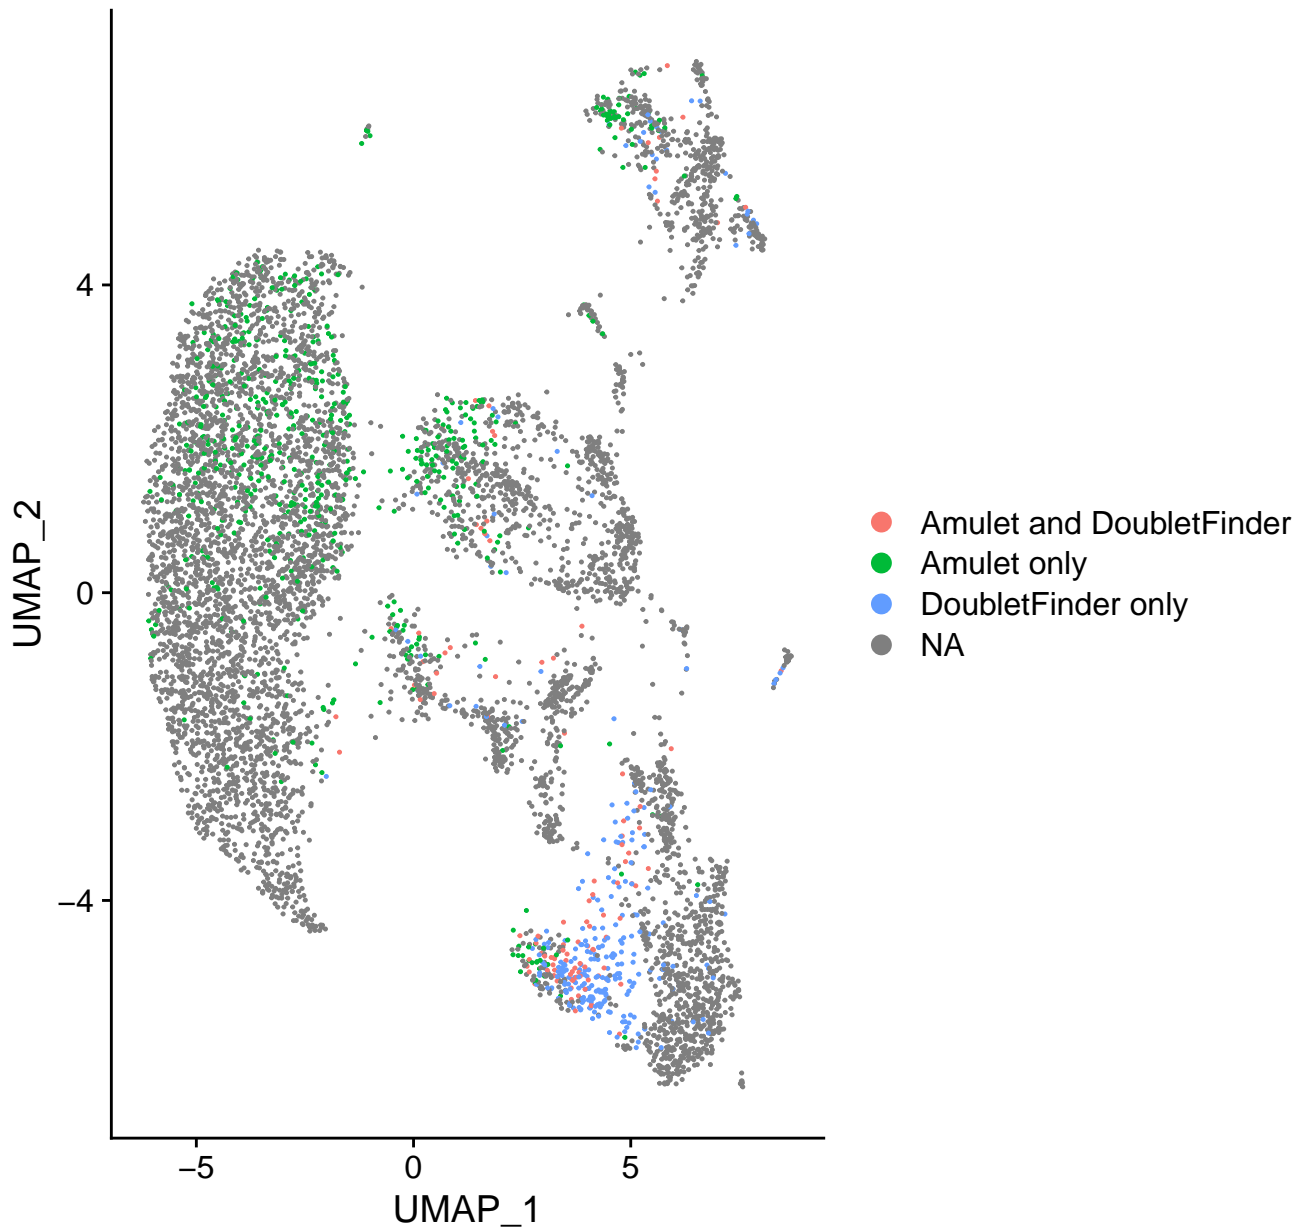 4
0
−4
−5
0
5
UMAP_1
UMAP_2
Amulet and DoubletFinder
Amulet only
DoubletFinder only
NA